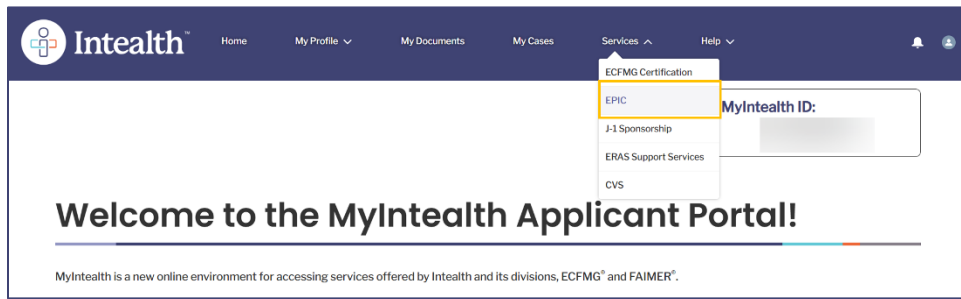 Intealth™ Home My Profile My Documents My Cases Services Help
ECFMG Certification
EPIC
MyIntealth ID:
J-1 Sponsorship
ERAS Support Services
CVS
Welcome to the MyIntealth Applicant Portal!
MyIntealth is a new online environment for accessing services offered by Intealth and its divisions, ECFMG® and FAIMER®.